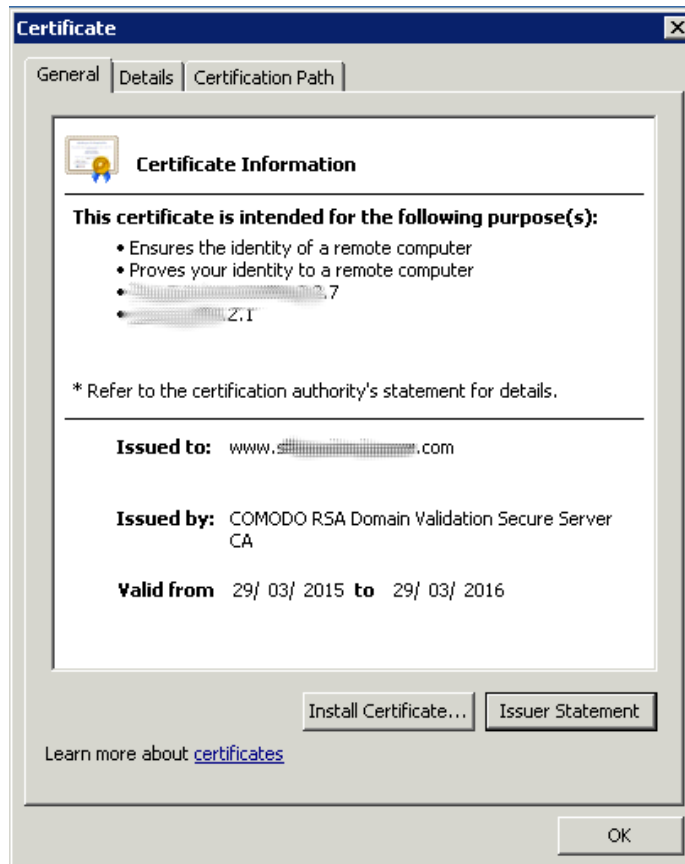 Certificate
General Details Certification Path
Certificate Information
This certificate is intended for the following purpose(s):
• Ensures the identity of a remote computer
• Proves your identity to a remote computer
• .7
• .2.1
* Refer to the certification authority's statement for details.
Issued to: www.s .com
Issued by: COMODO RSA Domain Validation Secure Server
CA
Valid from 29/ 03/ 2015 to 29/ 03/ 2016
Install Certificate... Issuer Statement
Learn more about certificates
OK